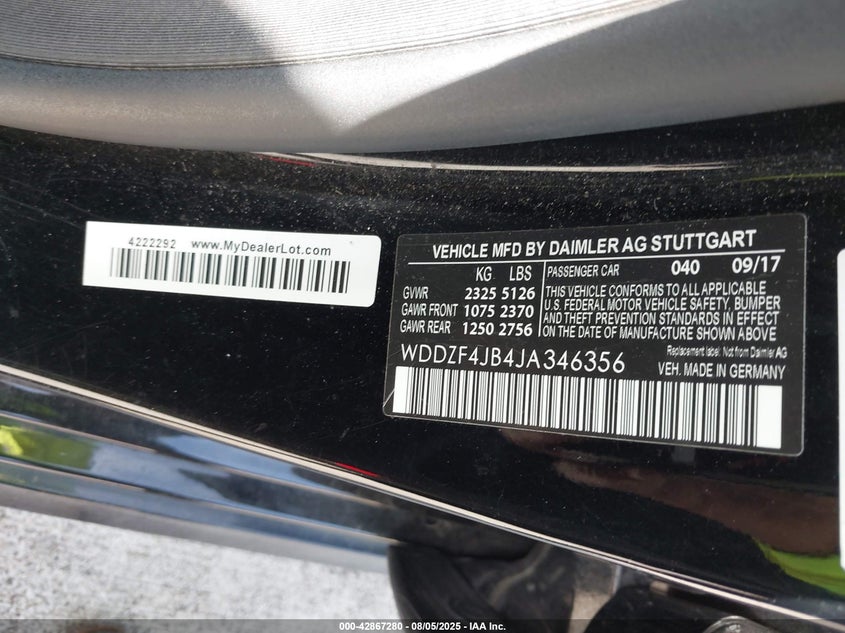 4222292 www.MyDealerLot.com
VEHICLE MFD BY DAIMLER AG STUTTGART
KG LBS
GVWR 2325 5126
GAWR FRONT 1075 2370
GAWR REAR 1250 2756
PASSENGER CAR 040 09/17
THIS VEHICLE CONFORMS TO ALL APPLICABLE
U.S. FEDERAL MOTOR VEHICLE SAFETY, BUMPER
AND THEFT PREVENTION STANDARDS IN EFFECT
ON THE DATE OF MANUFACTURE SHOWN ABOVE
WDDZF4JB4JA346356
Replacement label. Not from Daimler AG
VEH. MADE IN GERMANY
000-42867280 - 08/05/2025 - IAA Inc.